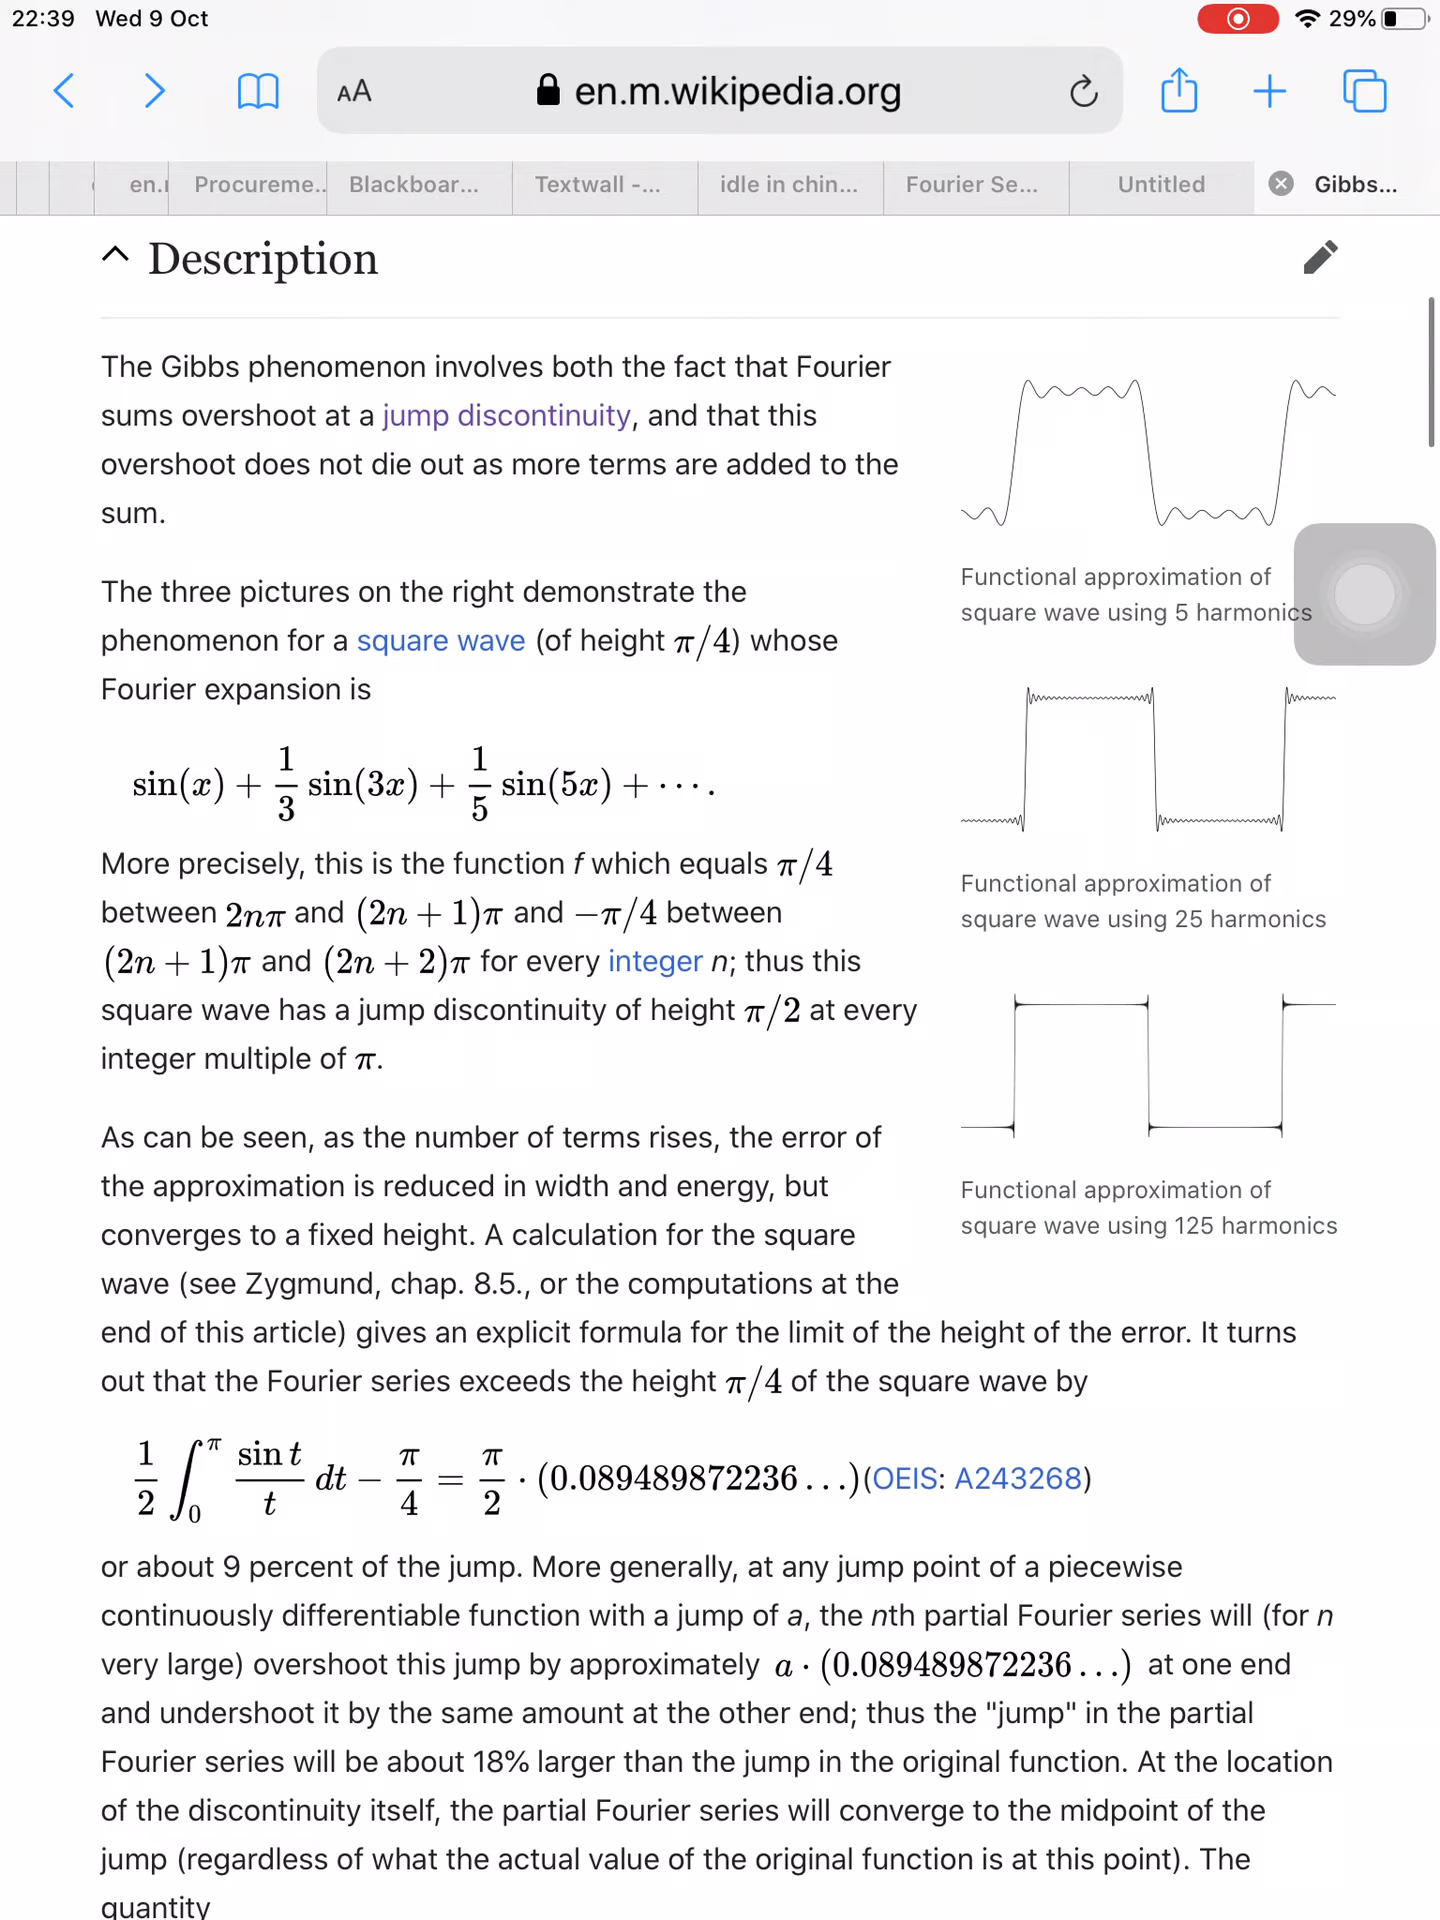 22:39 Wed 9 Oct
29%
AA en.m.wikipedia.org
en.r Procureme.. Blackboar... Textwall -... idle in chin... Fourier Se... Untitled Gibbs...
Description
The Gibbs phenomenon involves both the fact that Fourier
sums overshoot at a jump discontinuity, and that this
overshoot does not die out as more terms are added to the
sum.
The three pictures on the right demonstrate the
phenomenon for a square wave (of height π/4) whose
Fourier expansion is
sin(x) + 1/3 sin(3x) + 1/5 sin(5x) + ⋯.
More precisely, this is the function f which equals π/4
between 2nπ and (2n + 1)π and −π/4 between
(2n + 1)π and (2n + 2)π for every integer n; thus this
square wave has a jump discontinuity of height π/2 at every
integer multiple of π.
As can be seen, as the number of terms rises, the error of
the approximation is reduced in width and energy, but
converges to a fixed height. A calculation for the square
wave (see Zygmund, chap. 8.5., or the computations at the
end of this article) gives an explicit formula for the limit of the height of the error. It turns
out that the Fourier series exceeds the height π/4 of the square wave by
1/2 ∫₀^π sin t/t dt − π/4 = π/2 · (0.089489872236...)(OEIS: A243268)
or about 9 percent of the jump. More generally, at any jump point of a piecewise
continuously differentiable function with a jump of a, the nth partial Fourier series will (for n
very large) overshoot this jump by approximately a · (0.089489872236...) at one end
and undershoot it by the same amount at the other end; thus the "jump" in the partial
Fourier series will be about 18% larger than the jump in the original function. At the location
of the discontinuity itself, the partial Fourier series will converge to the midpoint of the
jump (regardless of what the actual value of the original function is at this point). The
quantity
Functional approximation of
square wave using 5 harmonics
Functional approximation of
square wave using 25 harmonics
Functional approximation of
square wave using 125 harmonics